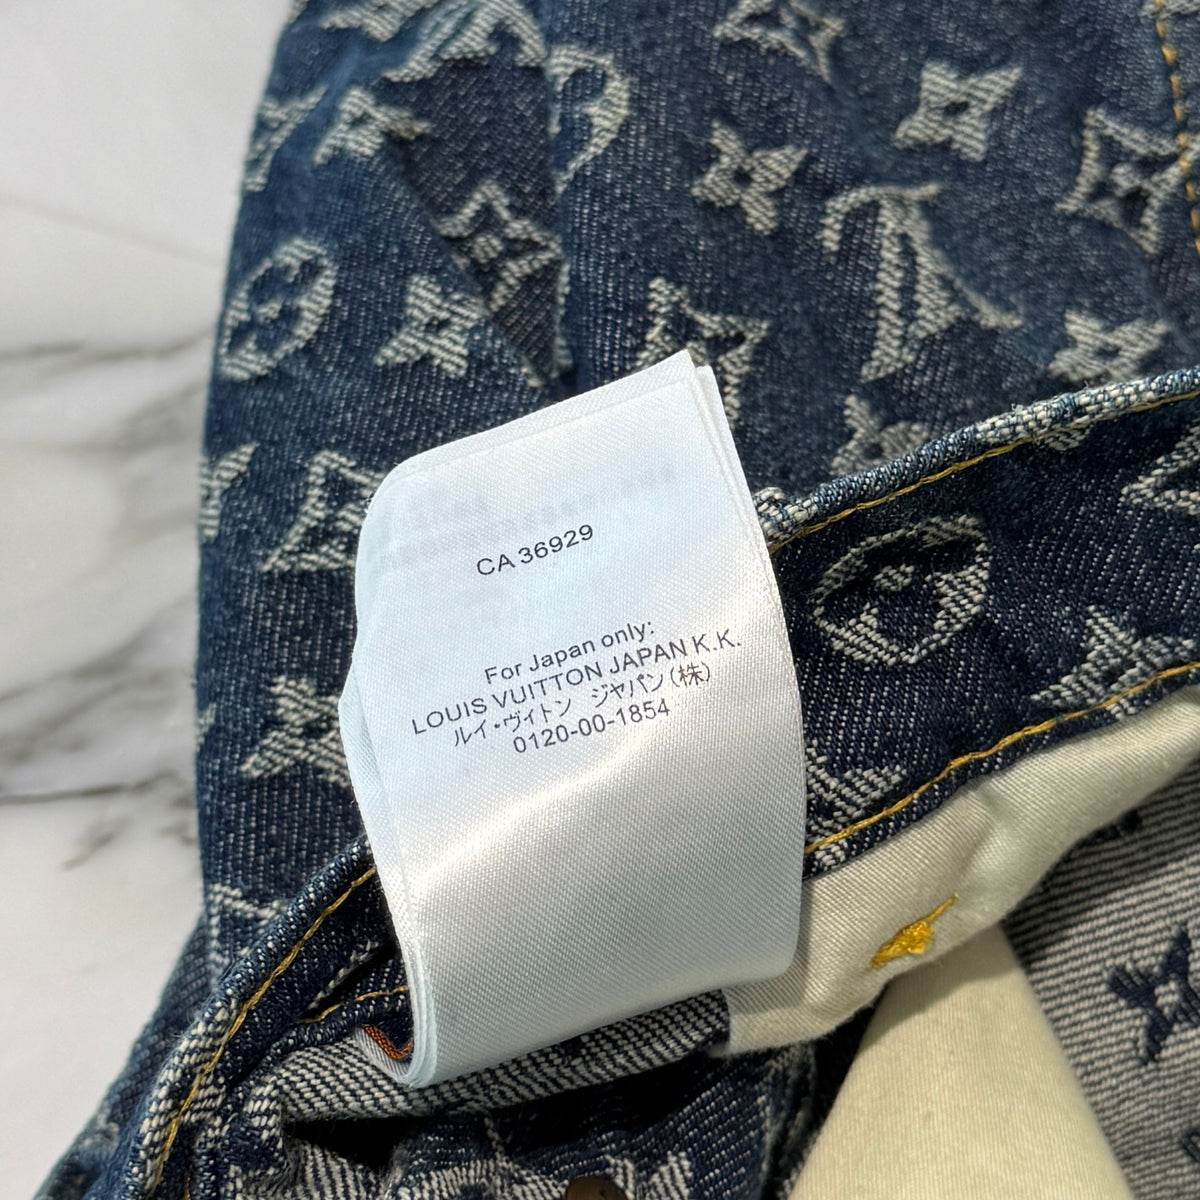 CA 36929
For Japan only:
LOUIS VUITTON JAPAN K.K.
ルイ・ヴィトン ジャパン(株)
0120-00-1854